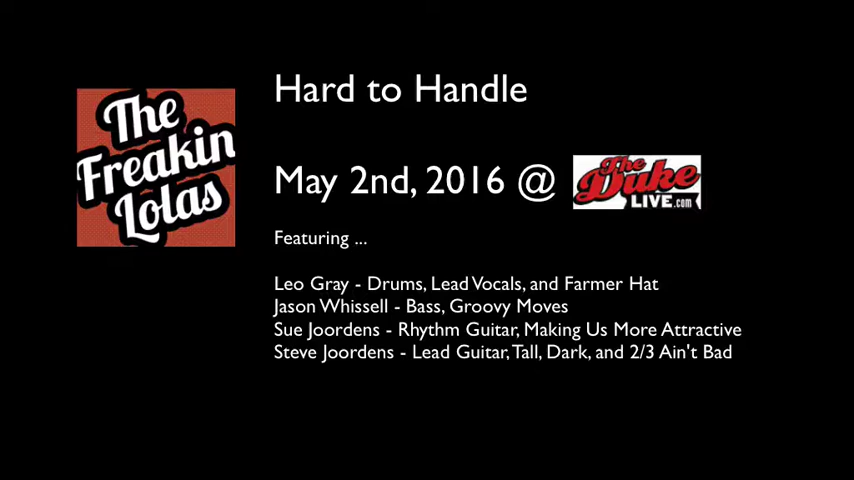 The
Freakin
Lolas
Hard to Handle
May 2nd, 2016 @
The
Duke
LIVE.com
Featuring ...
Leo Gray - Drums, Lead Vocals, and Farmer Hat
Jason Whissell - Bass, Groovy Moves
Sue Joordens - Rhythm Guitar, Making Us More Attractive
Steve Joordens - Lead Guitar, Tall, Dark, and 2/3 Ain't Bad